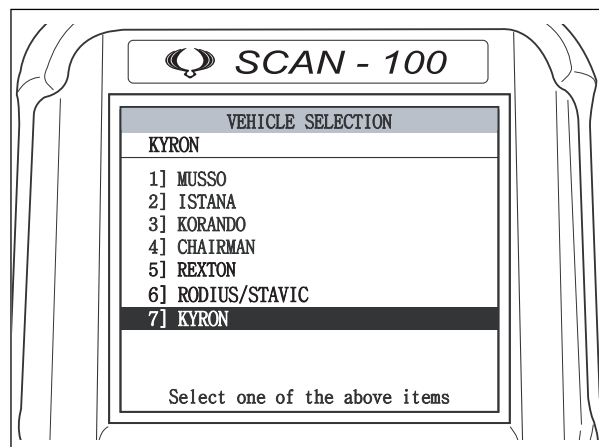 SCAN - 100
VEHICLE SELECTION
KYRON
1] MUSSO
2] ISTANA
3] KORANDO
4] CHAIRMAN
5] REXTON
6] RODIUS/STAVIC
7] KYRON
Select one of the above items